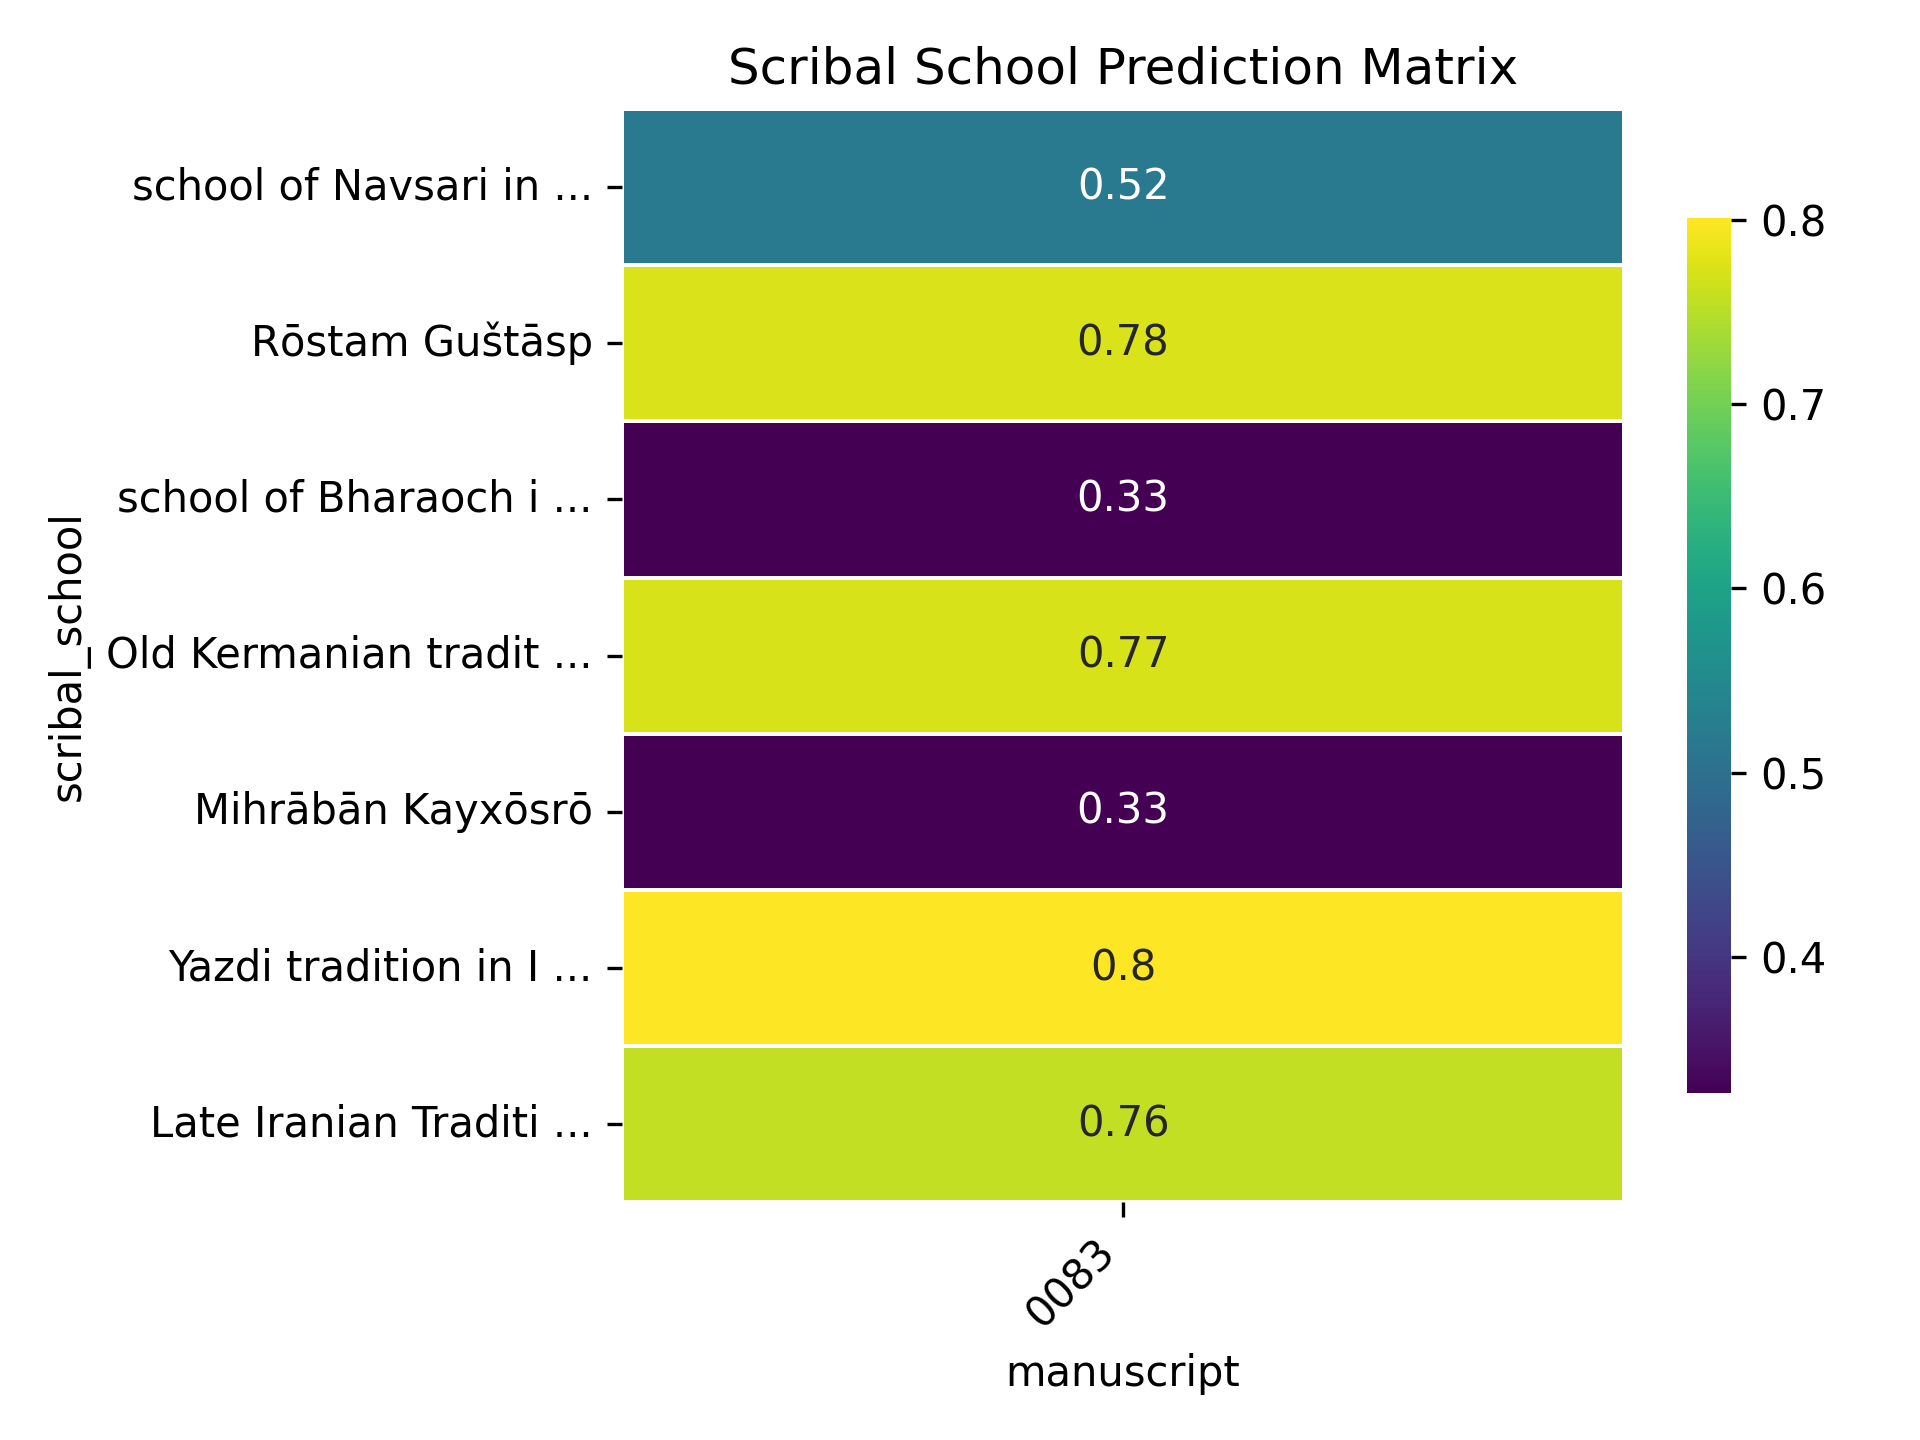 Scribal School Prediction Matrix
school of Navsari in ... 0.52
Rōstam Guštāsp 0.78
school of Bharaoch i ... 0.33
Old Kermanian tradit ... 0.77
Mihrābān Kayxōsrō 0.33
Yazdi tradition in I ... 0.8
Late Iranian Traditi ... 0.76
scribal_school
0083
manuscript
0.8
0.7
0.6
0.5
0.4